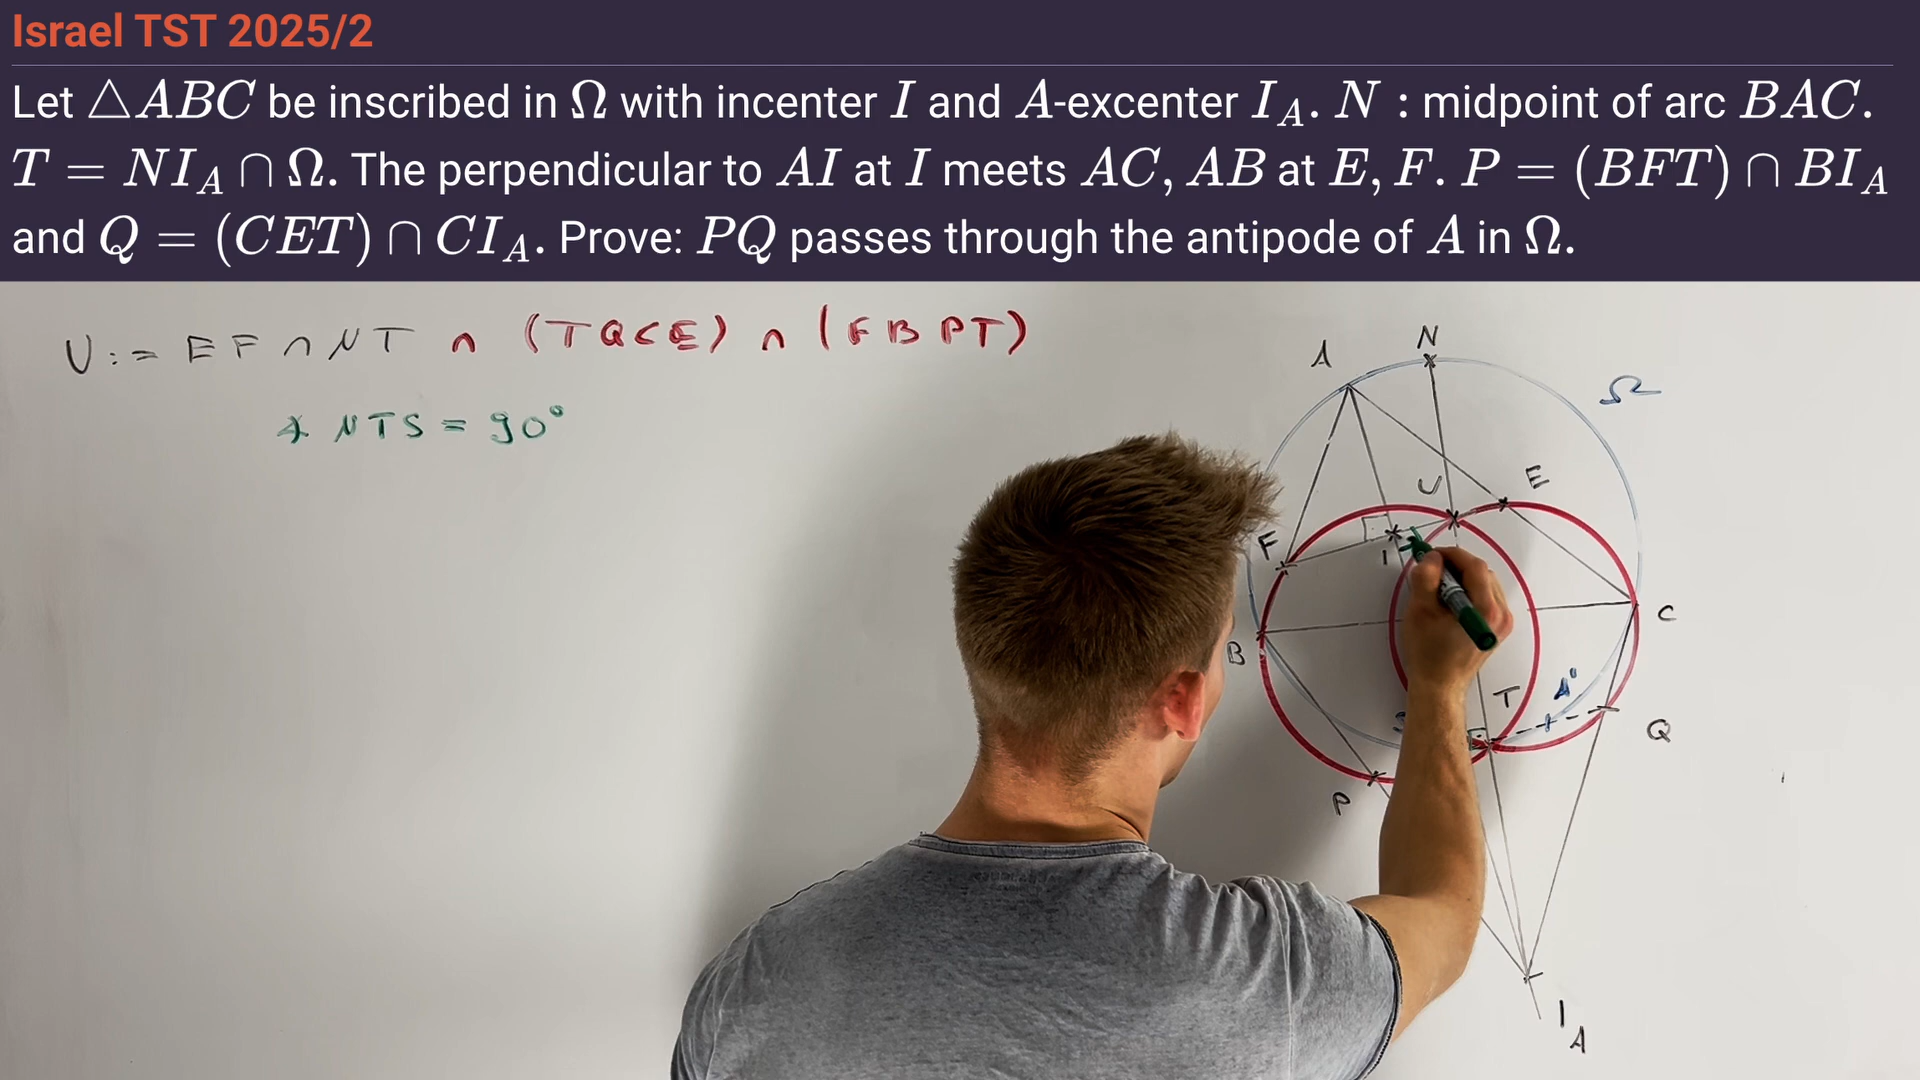 Israel TST 2025/2
Let △ABC be inscribed in Ω with incenter I and A-excenter I_A. N : midpoint of arc BAC.
T = NI_A ∩ Ω. The perpendicular to AI at I meets AC, AB at E, F. P = (BFT) ∩ BI_A
and Q = (CET) ∩ CI_A. Prove: PQ passes through the antipode of A in Ω.
U := EF ∩ NT ∩ (TQCE) ∩ (FBPT)
∡ NTS = 90°
N
A
Ω
U
E
F
I
C
B
T
A'
Q
P
I_A